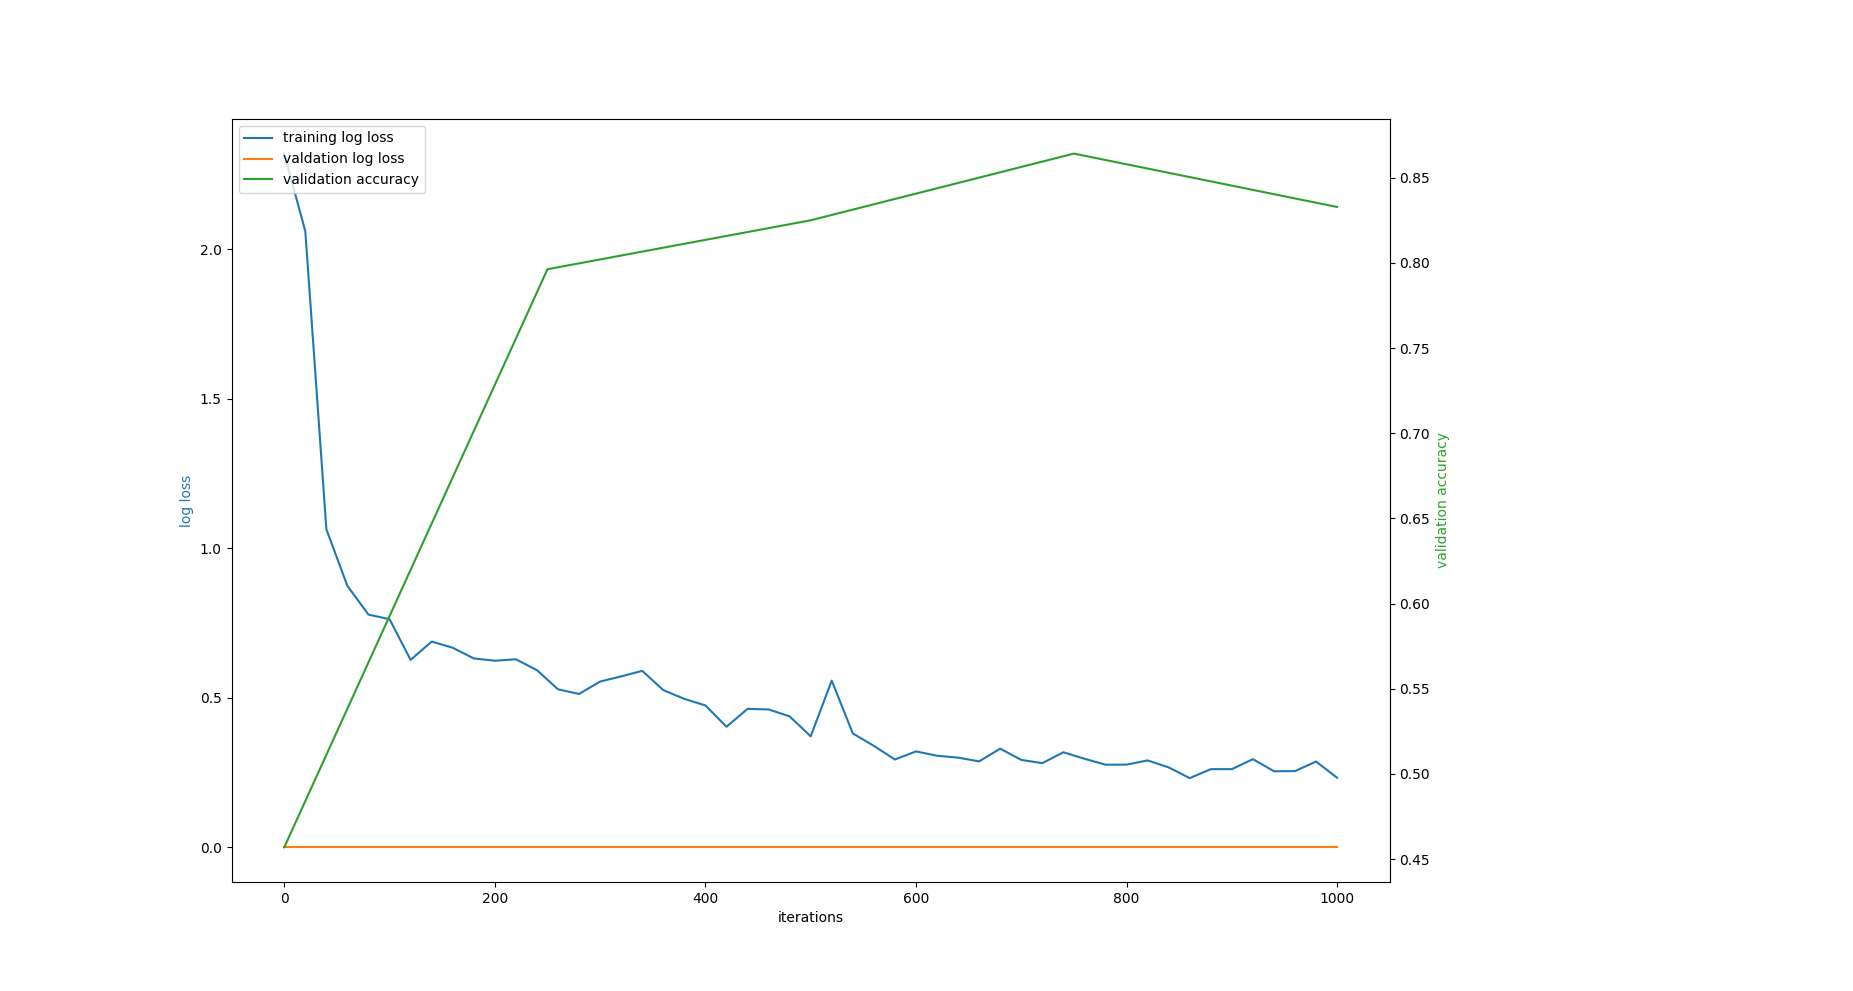 training log loss
valdation log loss
validation accuracy
2.0
1.5
1.0
0.5
0.0
log loss
0.85
0.80
0.75
0.70
0.65
0.60
0.55
0.50
0.45
validation accuracy
0 200 400 600 800 1000
iterations